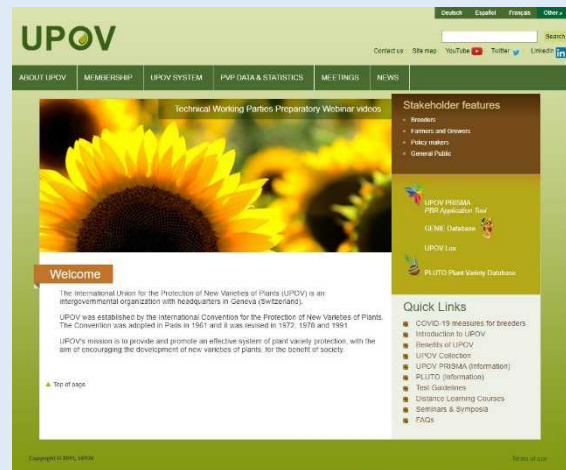 Deutsch Español Français Other »
UPOV
Search
Contact us Site map YouTube Twitter LinkedIn
ABOUT UPOV MEMBERSHIP UPOV SYSTEM PVP DATA & STATISTICS MEETINGS NEWS
Technical Working Parties Preparatory Webinar videos
Stakeholder features
Breeders
Farmers and Growers
Policy makers
General Public
UPOV PRISMA
PBR Application Tool
GENIE Database
UPOV Lex
PLUTO Plant Variety Database
Welcome
The International Union for the Protection of New Varieties of Plants (UPOV) is an
intergovernmental organization with headquarters in Geneva (Switzerland).
UPOV was established by the International Convention for the Protection of New Varieties of Plants.
The Convention was adopted in Paris in 1961 and it was revised in 1972, 1978 and 1991.
UPOV's mission is to provide and promote an effective system of plant variety protection, with the
aim of encouraging the development of new varieties of plants, for the benefit of society.
Top of page
Quick Links
COVID-19 measures for breeders
Introduction to UPOV
Benefits of UPOV
UPOV Collection
UPOV PRISMA (Information)
PLUTO (Information)
Test Guidelines
Distance Learning Courses
Seminars & Symposia
FAQs
Copyright © 2011, UPOV
Terms of use